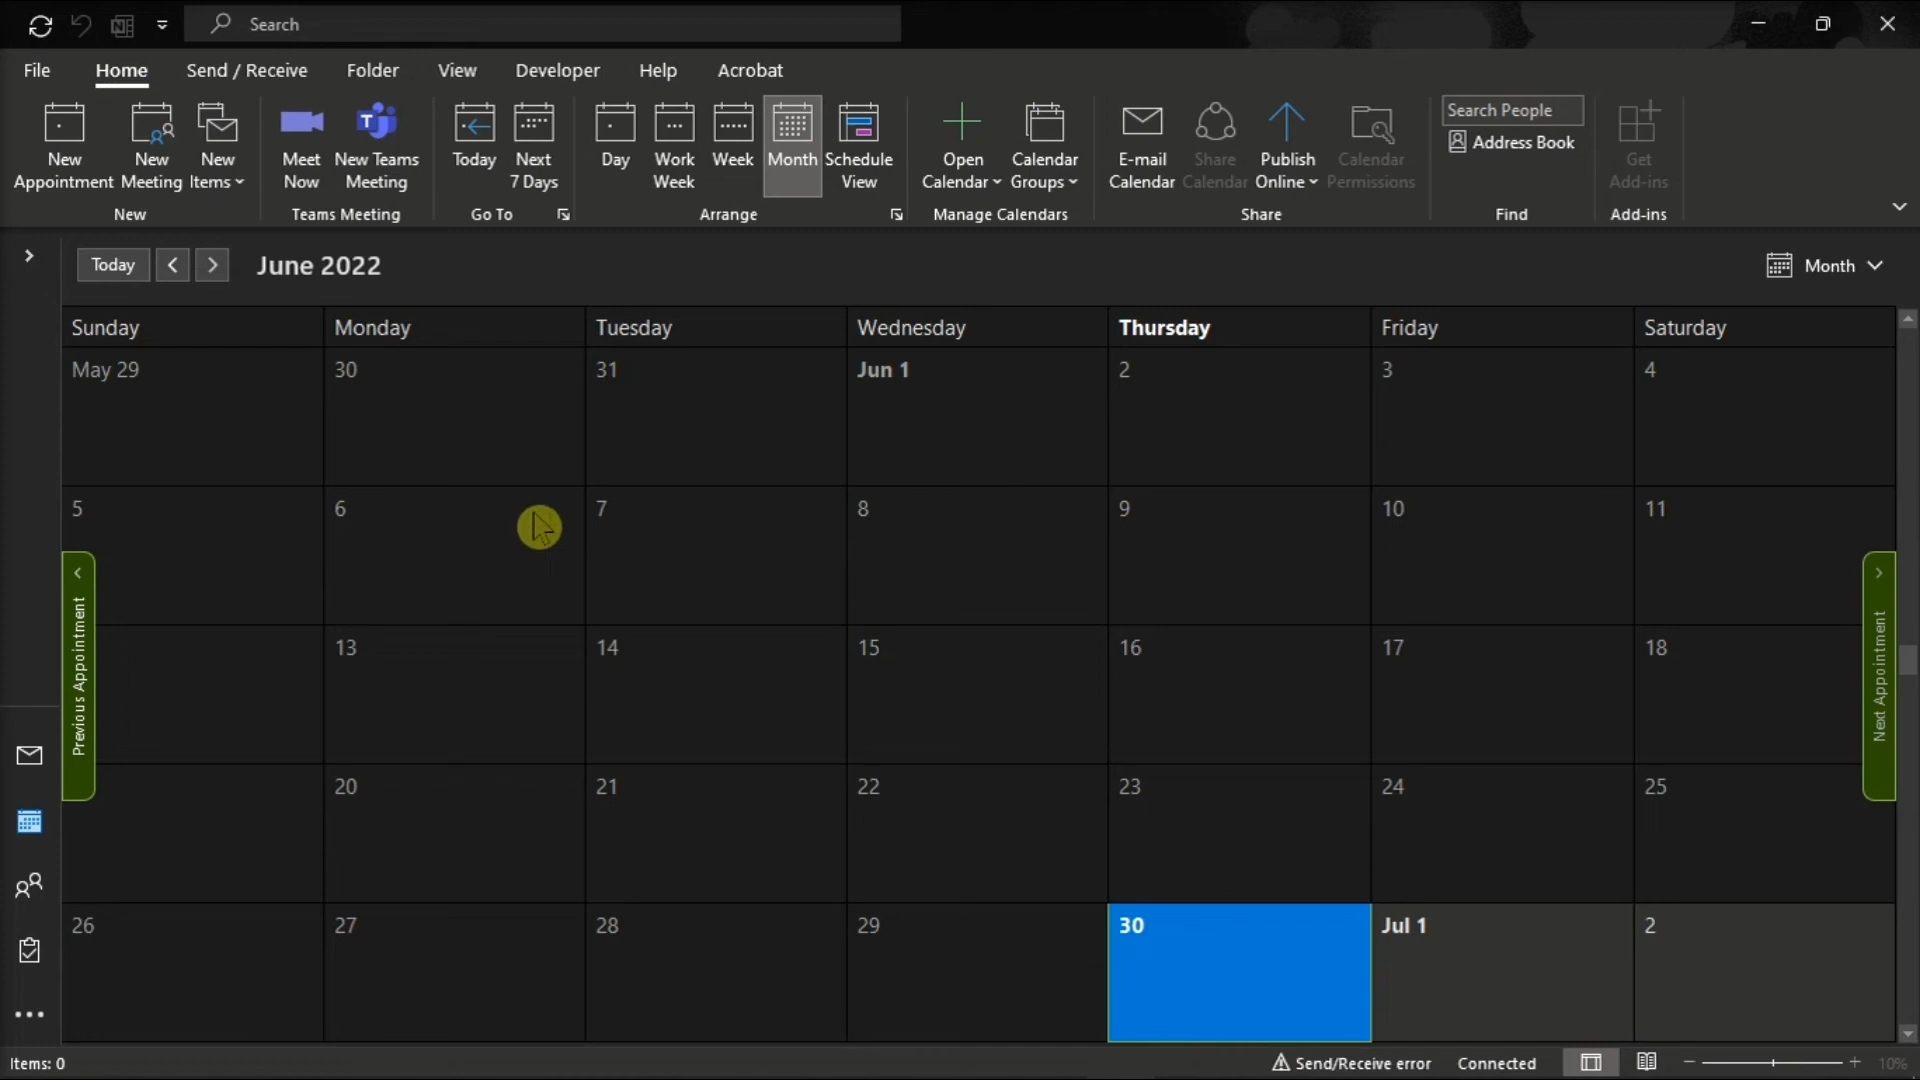 Search
File Home Send / Receive Folder View Developer Help Acrobat
New Appointment
New Meeting
New Items
New
Meet Now
New Teams Meeting
Teams Meeting
Today
Next 7 Days
Go To
Day
Work Week
Week
Month
Schedule View
Arrange
Open Calendar
Calendar Groups
Manage Calendars
E-mail Calendar
Share Calendar
Publish Online
Calendar Permissions
Share
Search People
Address Book
Find
Get Add-ins
Add-ins
Today June 2022 Month
Sunday Monday Tuesday Wednesday Thursday Friday Saturday
May 29 30 31 Jun 1 2 3 4
5 6 7 8 9 10 11
13 14 15 16 17 18
20 21 22 23 24 25
26 27 28 29 30 Jul 1 2
Previous Appointment
Next Appointment
Items: 0 Send/Receive error Connected 10%